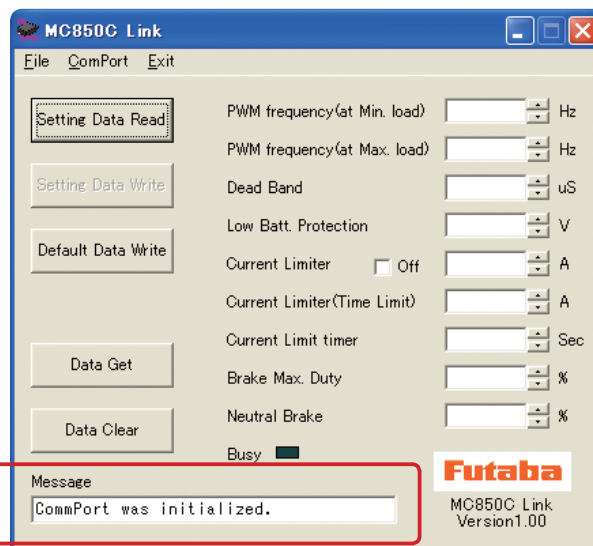 MC850C Link
File ComPort Exit
Setting Data Read
Setting Data Write
Default Data Write
Data Get
Data Clear
PWM frequency(at Min. load) Hz
PWM frequency(at Max. load) Hz
Dead Band uS
Low Batt. Protection V
Current Limiter Off A
Current Limiter(Time Limit) A
Current Limit timer Sec
Brake Max. Duty %
Neutral Brake %
Busy
Message
CommPort was initialized.
Futaba
MC850C Link
Version1.00